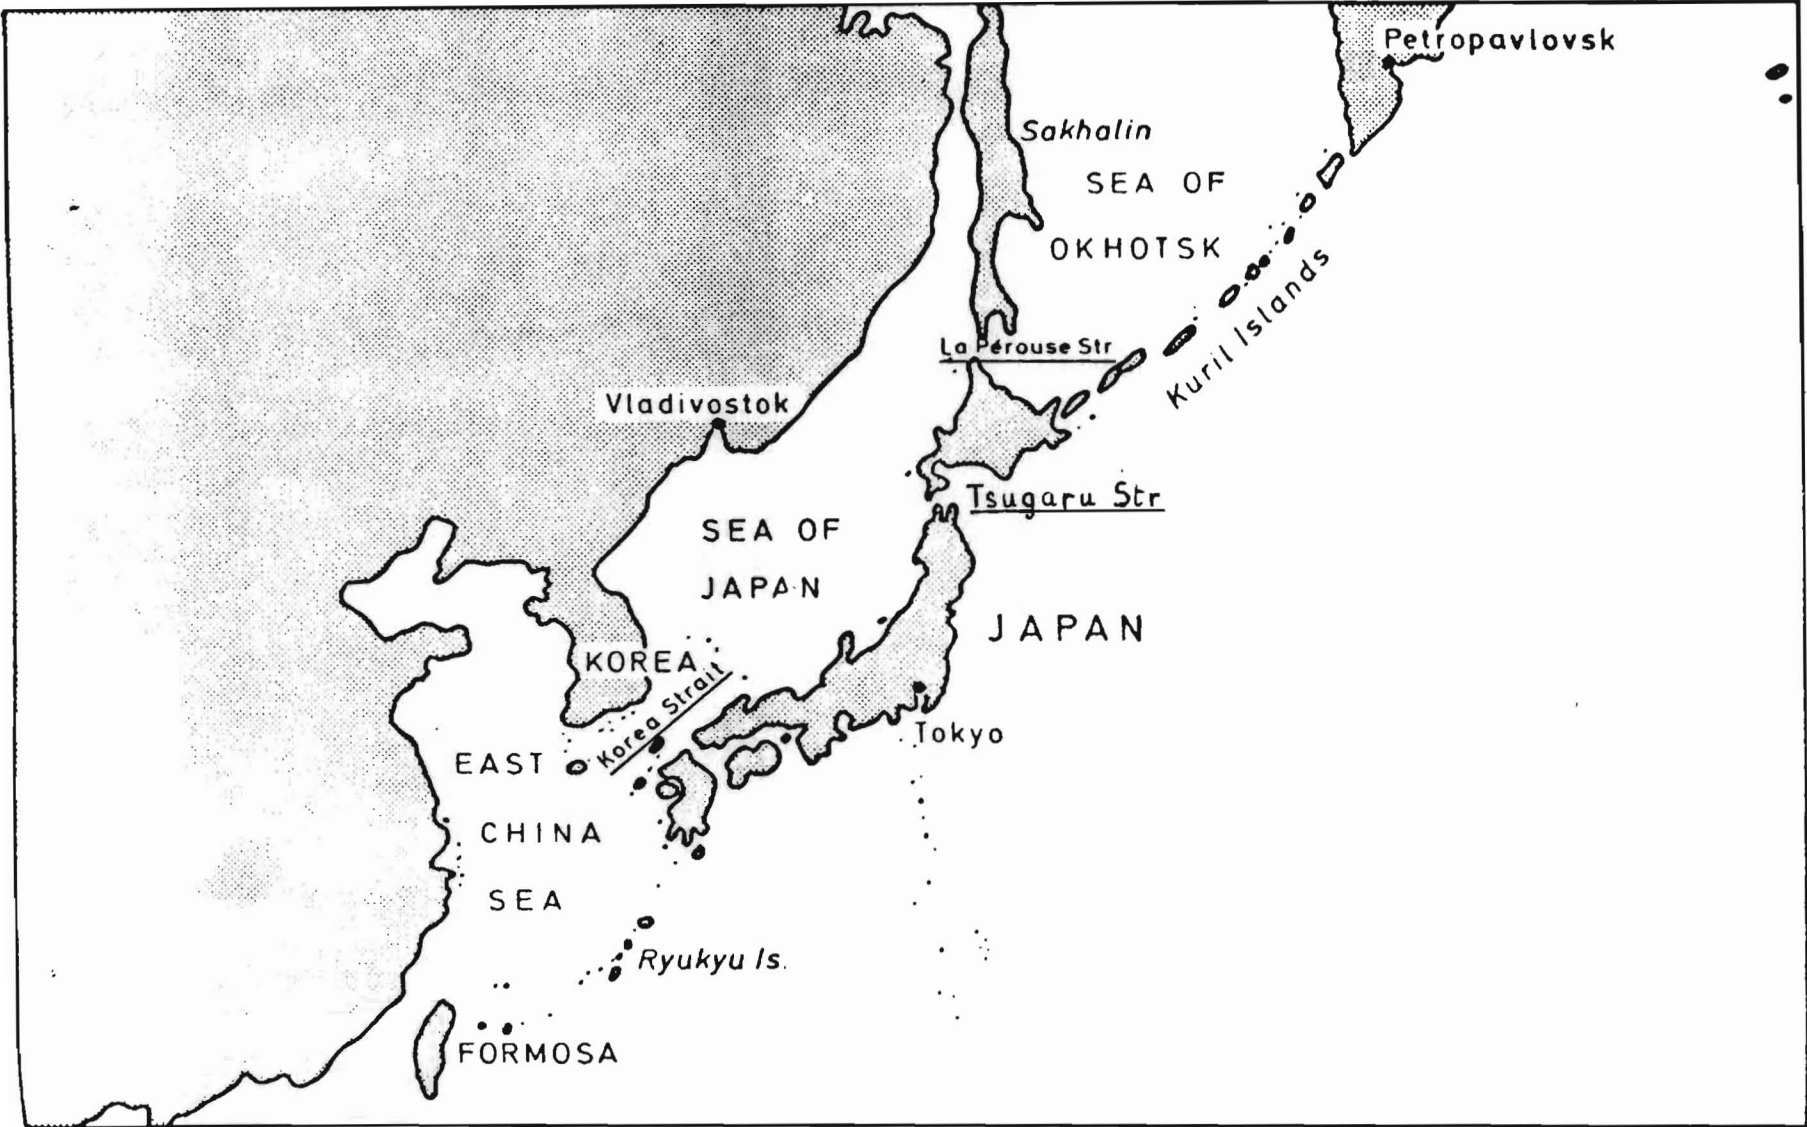 Petropavlovsk
Sakhalin
SEA OF
OKHOTSK
Kuril Islands
La Pérouse Str
Vladivostok
Tsugaru Str
SEA OF
JAPAN
JAPAN
KOREA
Korea Strait
Tokyo
EAST
CHINA
SEA
Ryukyu Is.
FORMOSA